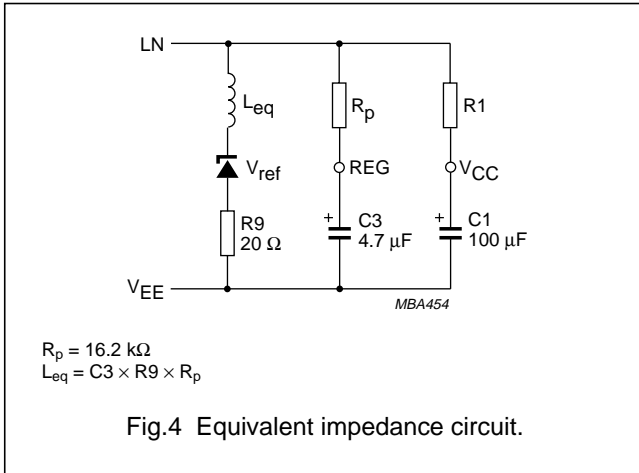 LN
L_eq
R_p
R1
V_ref
REG
V_CC
R9
20 Ω
+
C3
4.7 µF
+
C1
100 µF
V_EE
MBA454
R_p = 16.2 kΩ
L_eq = C3 × R9 × R_p
Fig.4 Equivalent impedance circuit.